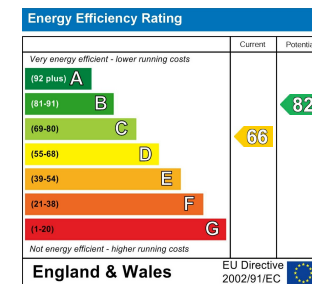 Energy Efficiency Rating
Current Potentia
Very energy efficient - lower running costs
(92 plus) A
(81-91) B 82
(69-80) C
66
(55-68) D
(39-54) E
(21-38) F
(1-20) G
Not energy efficient - higher running costs
England & Wales
EU Directive
2002/91/EC